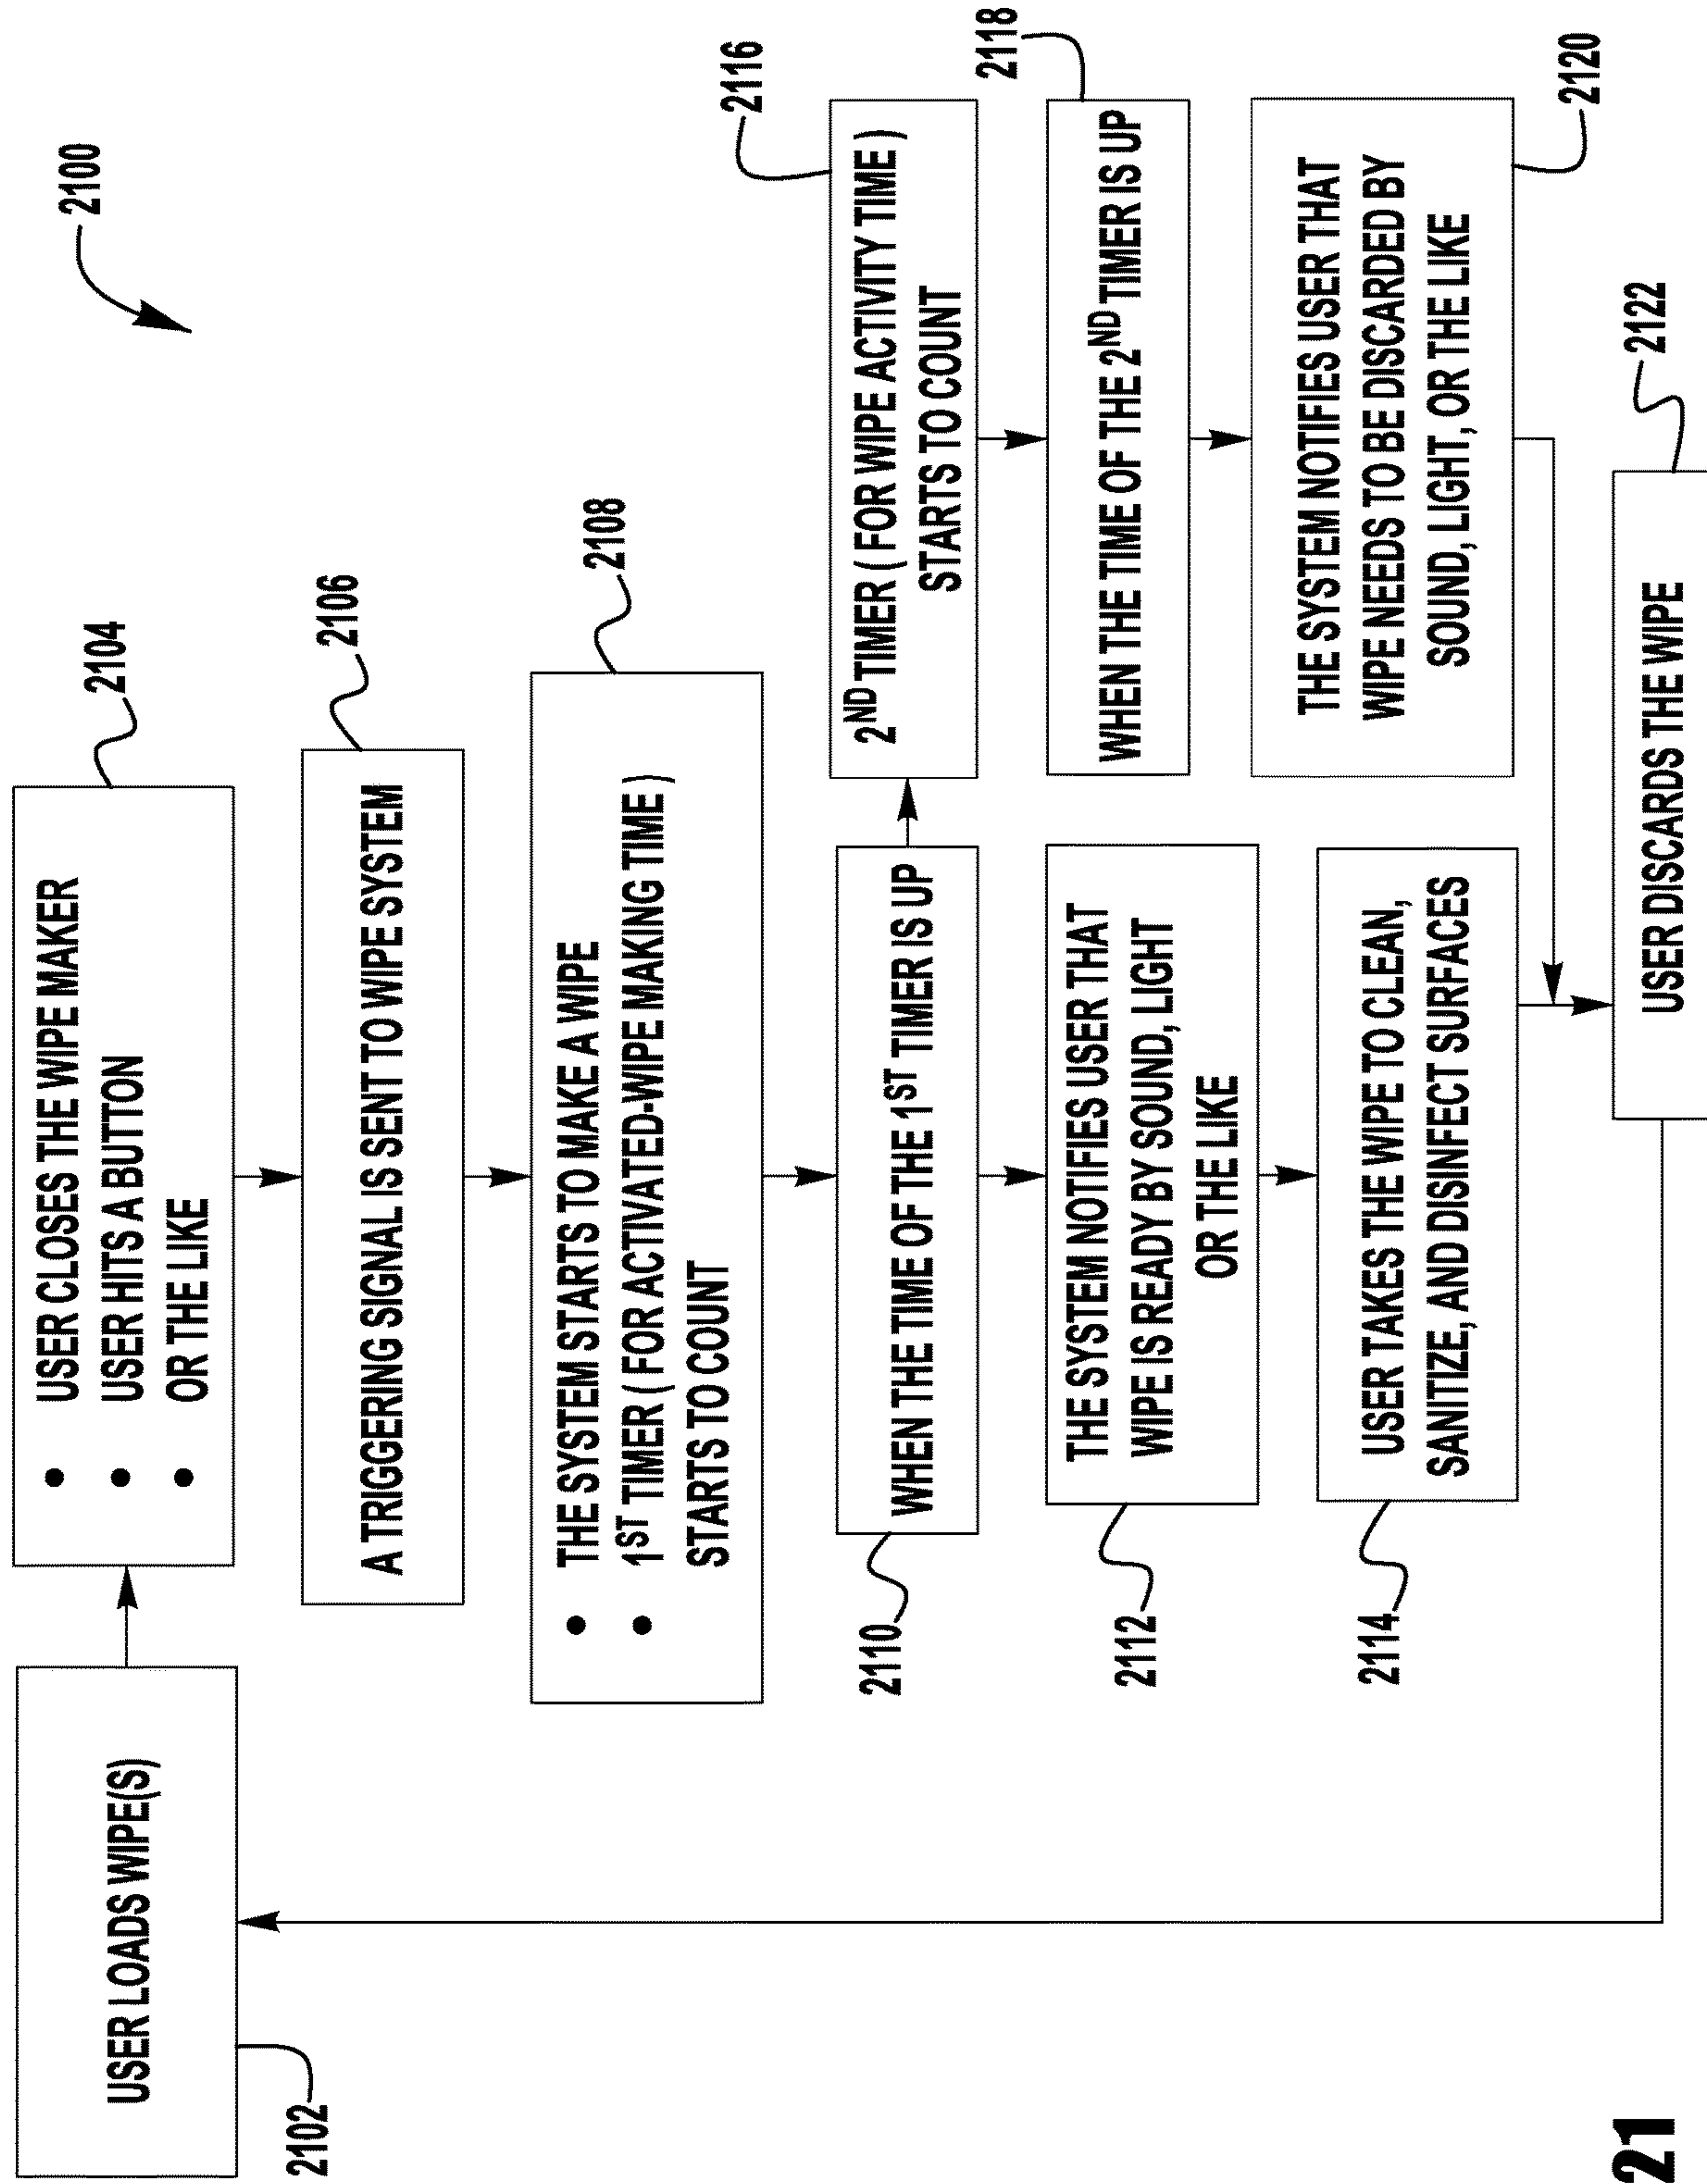 2100
USER LOADS WIPE(S)
2102
• USER CLOSES THE WIPE MAKER
• USER HITS A BUTTON
• OR THE LIKE
2104
A TRIGGERING SIGNAL IS SENT TO WIPE SYSTEM
2106
• THE SYSTEM STARTS TO MAKE A WIPE
• 1ST TIMER ( FOR ACTIVATED-WIPE MAKING TIME )
STARTS TO COUNT
2108
WHEN THE TIME OF THE 1ST TIMER IS UP
2110
THE SYSTEM NOTIFIES USER THAT
WIPE IS READY BY SOUND, LIGHT
OR THE LIKE
2112
USER TAKES THE WIPE TO CLEAN,
SANITIZE, AND DISINFECT SURFACES
2114
2ND TIMER ( FOR WIPE ACTIVITY TIME )
STARTS TO COUNT
2116
WHEN THE TIME OF THE 2ND TIMER IS UP
2118
THE SYSTEM NOTIFIES USER THAT
WIPE NEEDS TO BE DISCARDED BY
SOUND, LIGHT, OR THE LIKE
2120
USER DISCARDS THE WIPE
2122
21